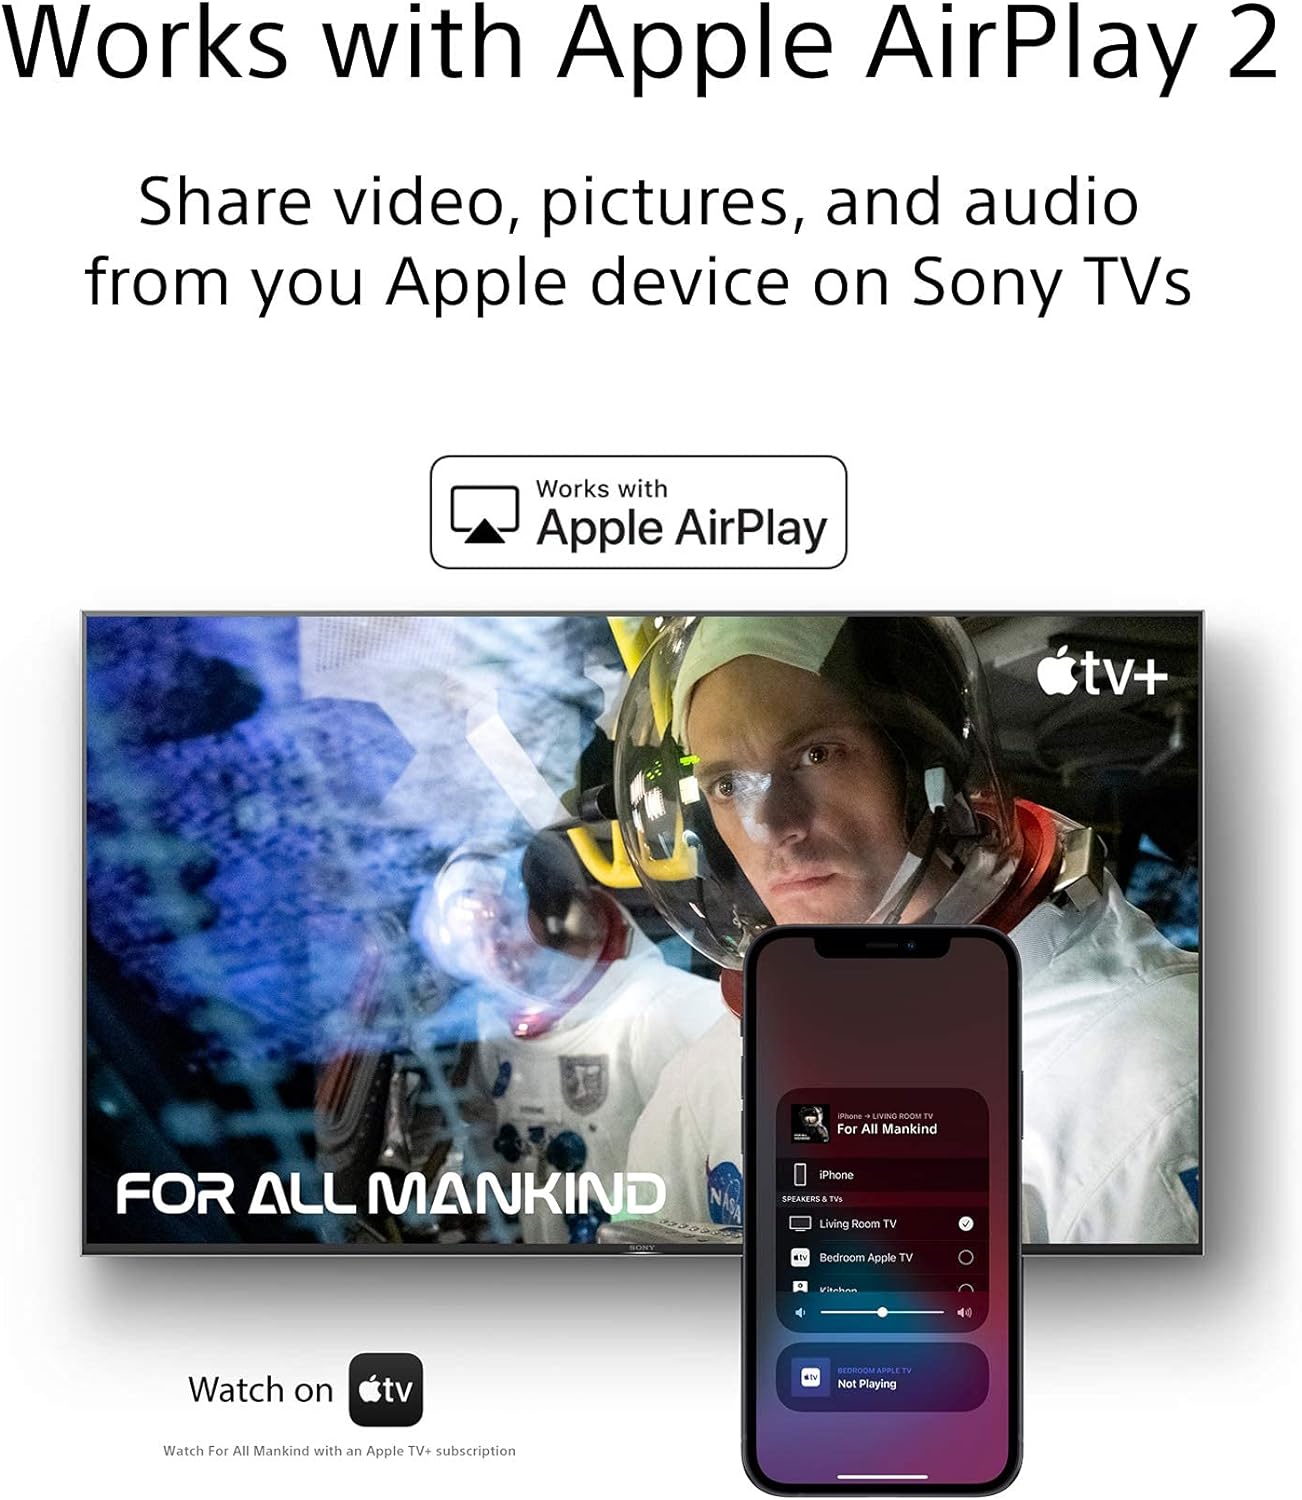 Works with Apple AirPlay 2
Share video, pictures, and audio
from you Apple device on Sony TVs
Works with
Apple AirPlay
tv+
FOR ALL MANKIND
NASA
SONY
iPhone → LIVING ROOM TV
For All Mankind
iPhone
SPEAKERS & TVs
Living Room TV
tv Bedroom Apple TV
Kitchen
BEDROOM APPLE TV
tv Not Playing
Watch on tv
Watch For All Mankind with an Apple TV+ subscription